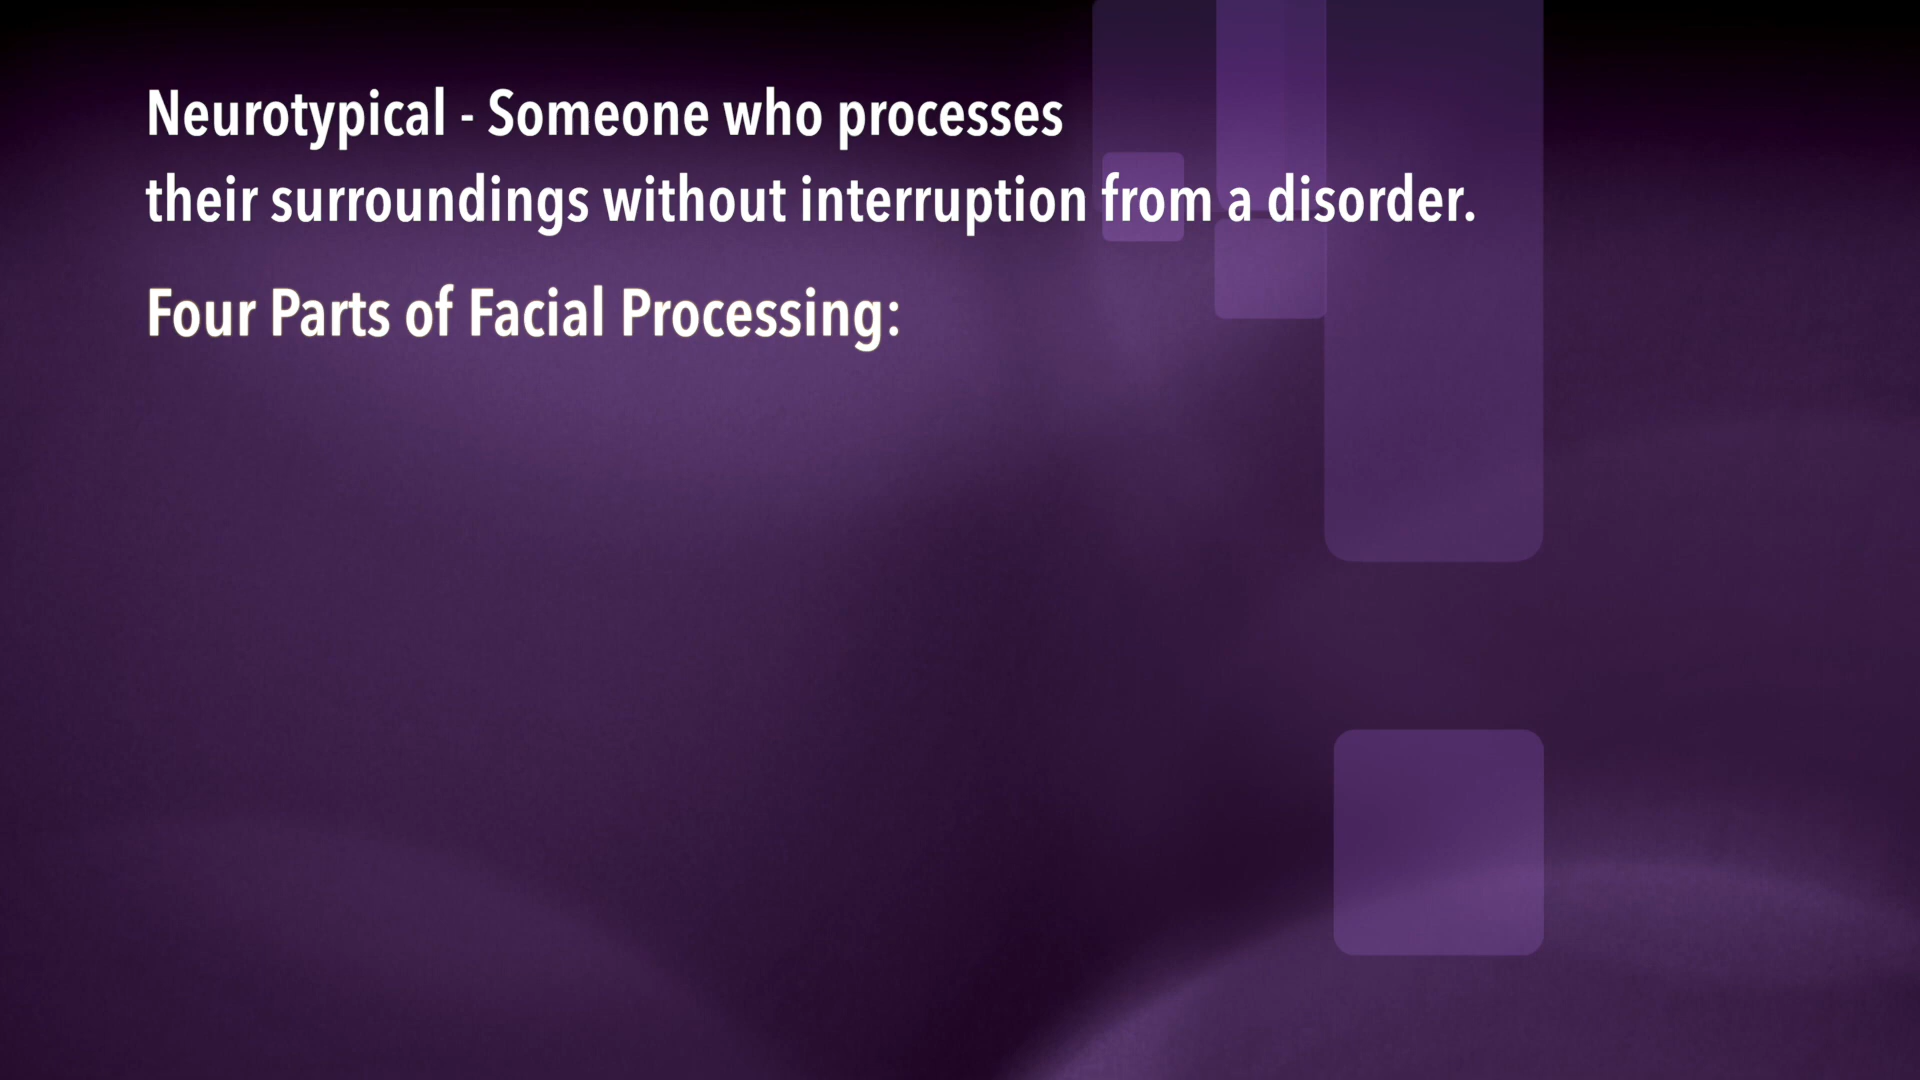 Neurotypical - Someone who processes
their surroundings without interruption from a disorder.
Four Parts of Facial Processing: